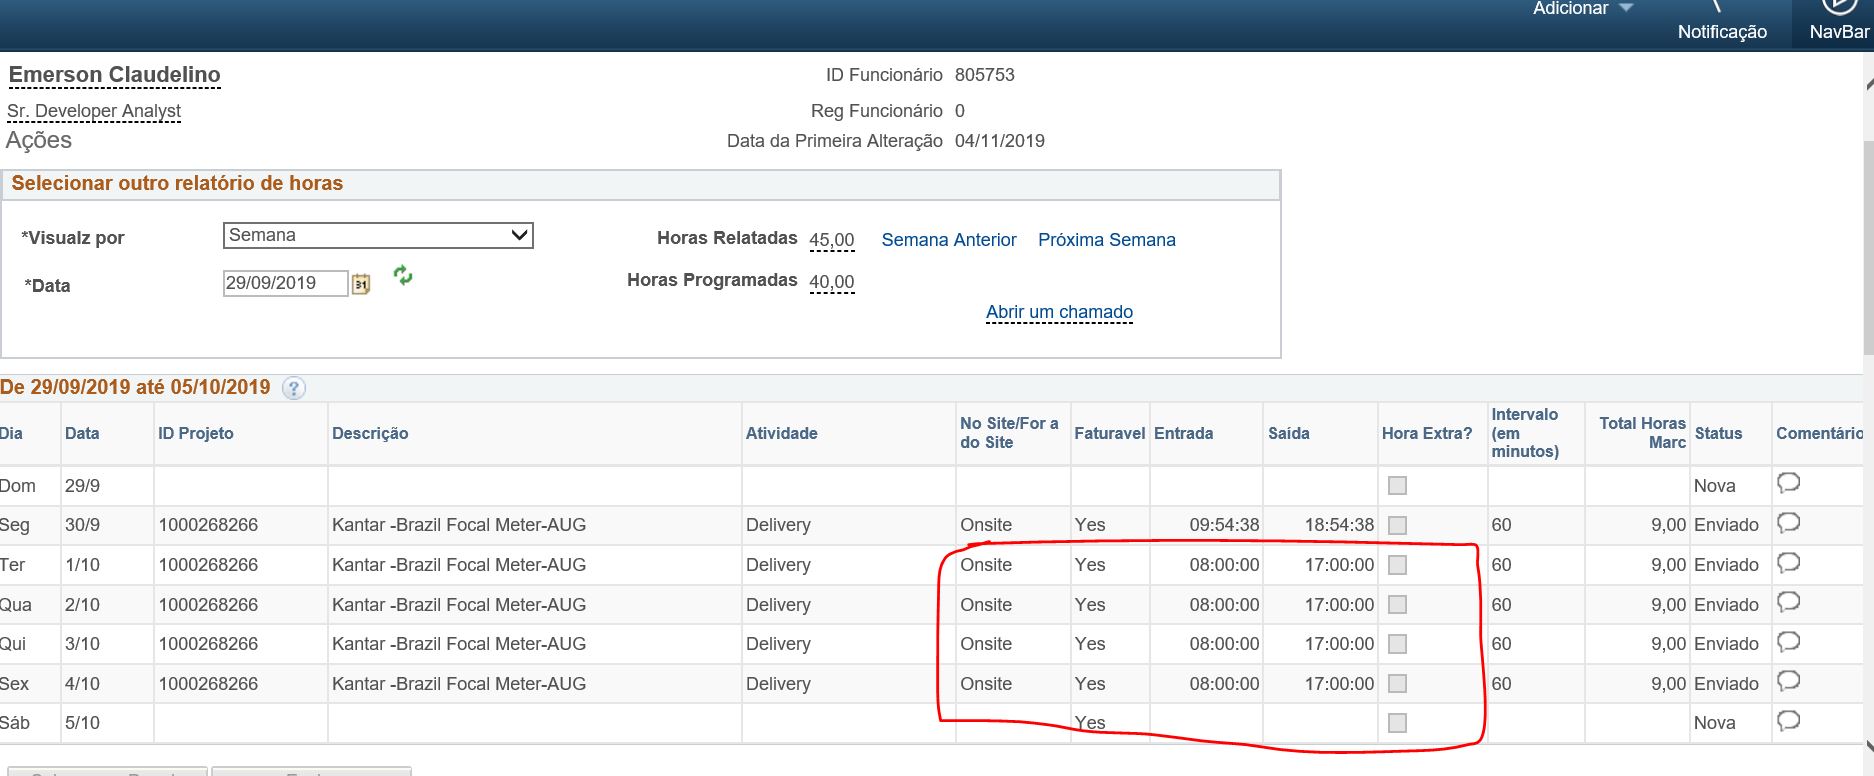 Adicionar
Notificação NavBar
Emerson Claudelino ID Funcionário 805753
Sr. Developer Analyst Reg Funcionário 0
Ações Data da Primeira Alteração 04/11/2019
Selecionar outro relatório de horas
*Visualz por Semana Horas Relatadas 45,00 Semana Anterior Próxima Semana
*Data 29/09/2019 31 Horas Programadas 40,00
Abrir um chamado
De 29/09/2019 até 05/10/2019 ?
Dia Data ID Projeto Descrição Atividade No Site/For a do Site Faturavel Entrada Saída Hora Extra? Intervalo (em minutos) Total Horas Marc Status Comentário
Dom 29/9 Nova
Seg 30/9 1000268266 Kantar -Brazil Focal Meter-AUG Delivery Onsite Yes 09:54:38 18:54:38 60 9,00 Enviado
Ter 1/10 1000268266 Kantar -Brazil Focal Meter-AUG Delivery Onsite Yes 08:00:00 17:00:00 60 9,00 Enviado
Qua 2/10 1000268266 Kantar -Brazil Focal Meter-AUG Delivery Onsite Yes 08:00:00 17:00:00 60 9,00 Enviado
Qui 3/10 1000268266 Kantar -Brazil Focal Meter-AUG Delivery Onsite Yes 08:00:00 17:00:00 60 9,00 Enviado
Sex 4/10 1000268266 Kantar -Brazil Focal Meter-AUG Delivery Onsite Yes 08:00:00 17:00:00 60 9,00 Enviado
Sáb 5/10 Yes Nova